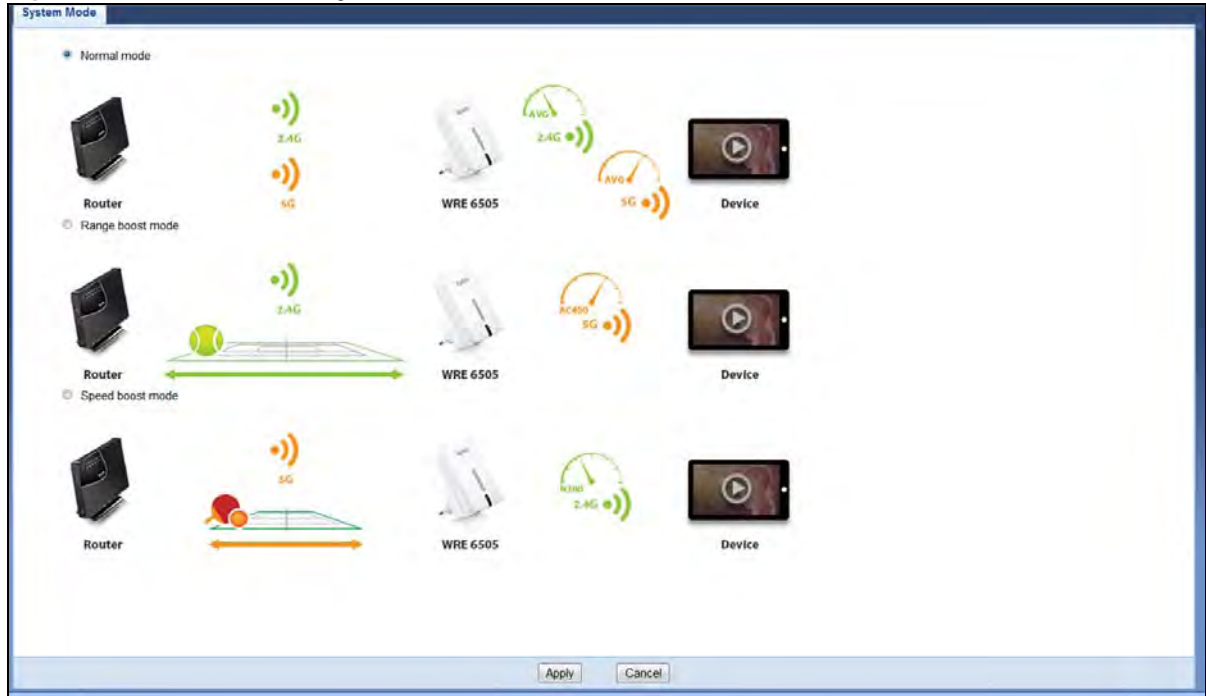 System Mode
Normal mode
2.4G
5G
AVG
2.4G
AVG
5G
Router
WRE 6505
Device
Range boost mode
2.4G
AC450
5G
Router
WRE 6505
Device
Speed boost mode
5G
N300
2.4G
Router
WRE 6505
Device
Apply
Cancel